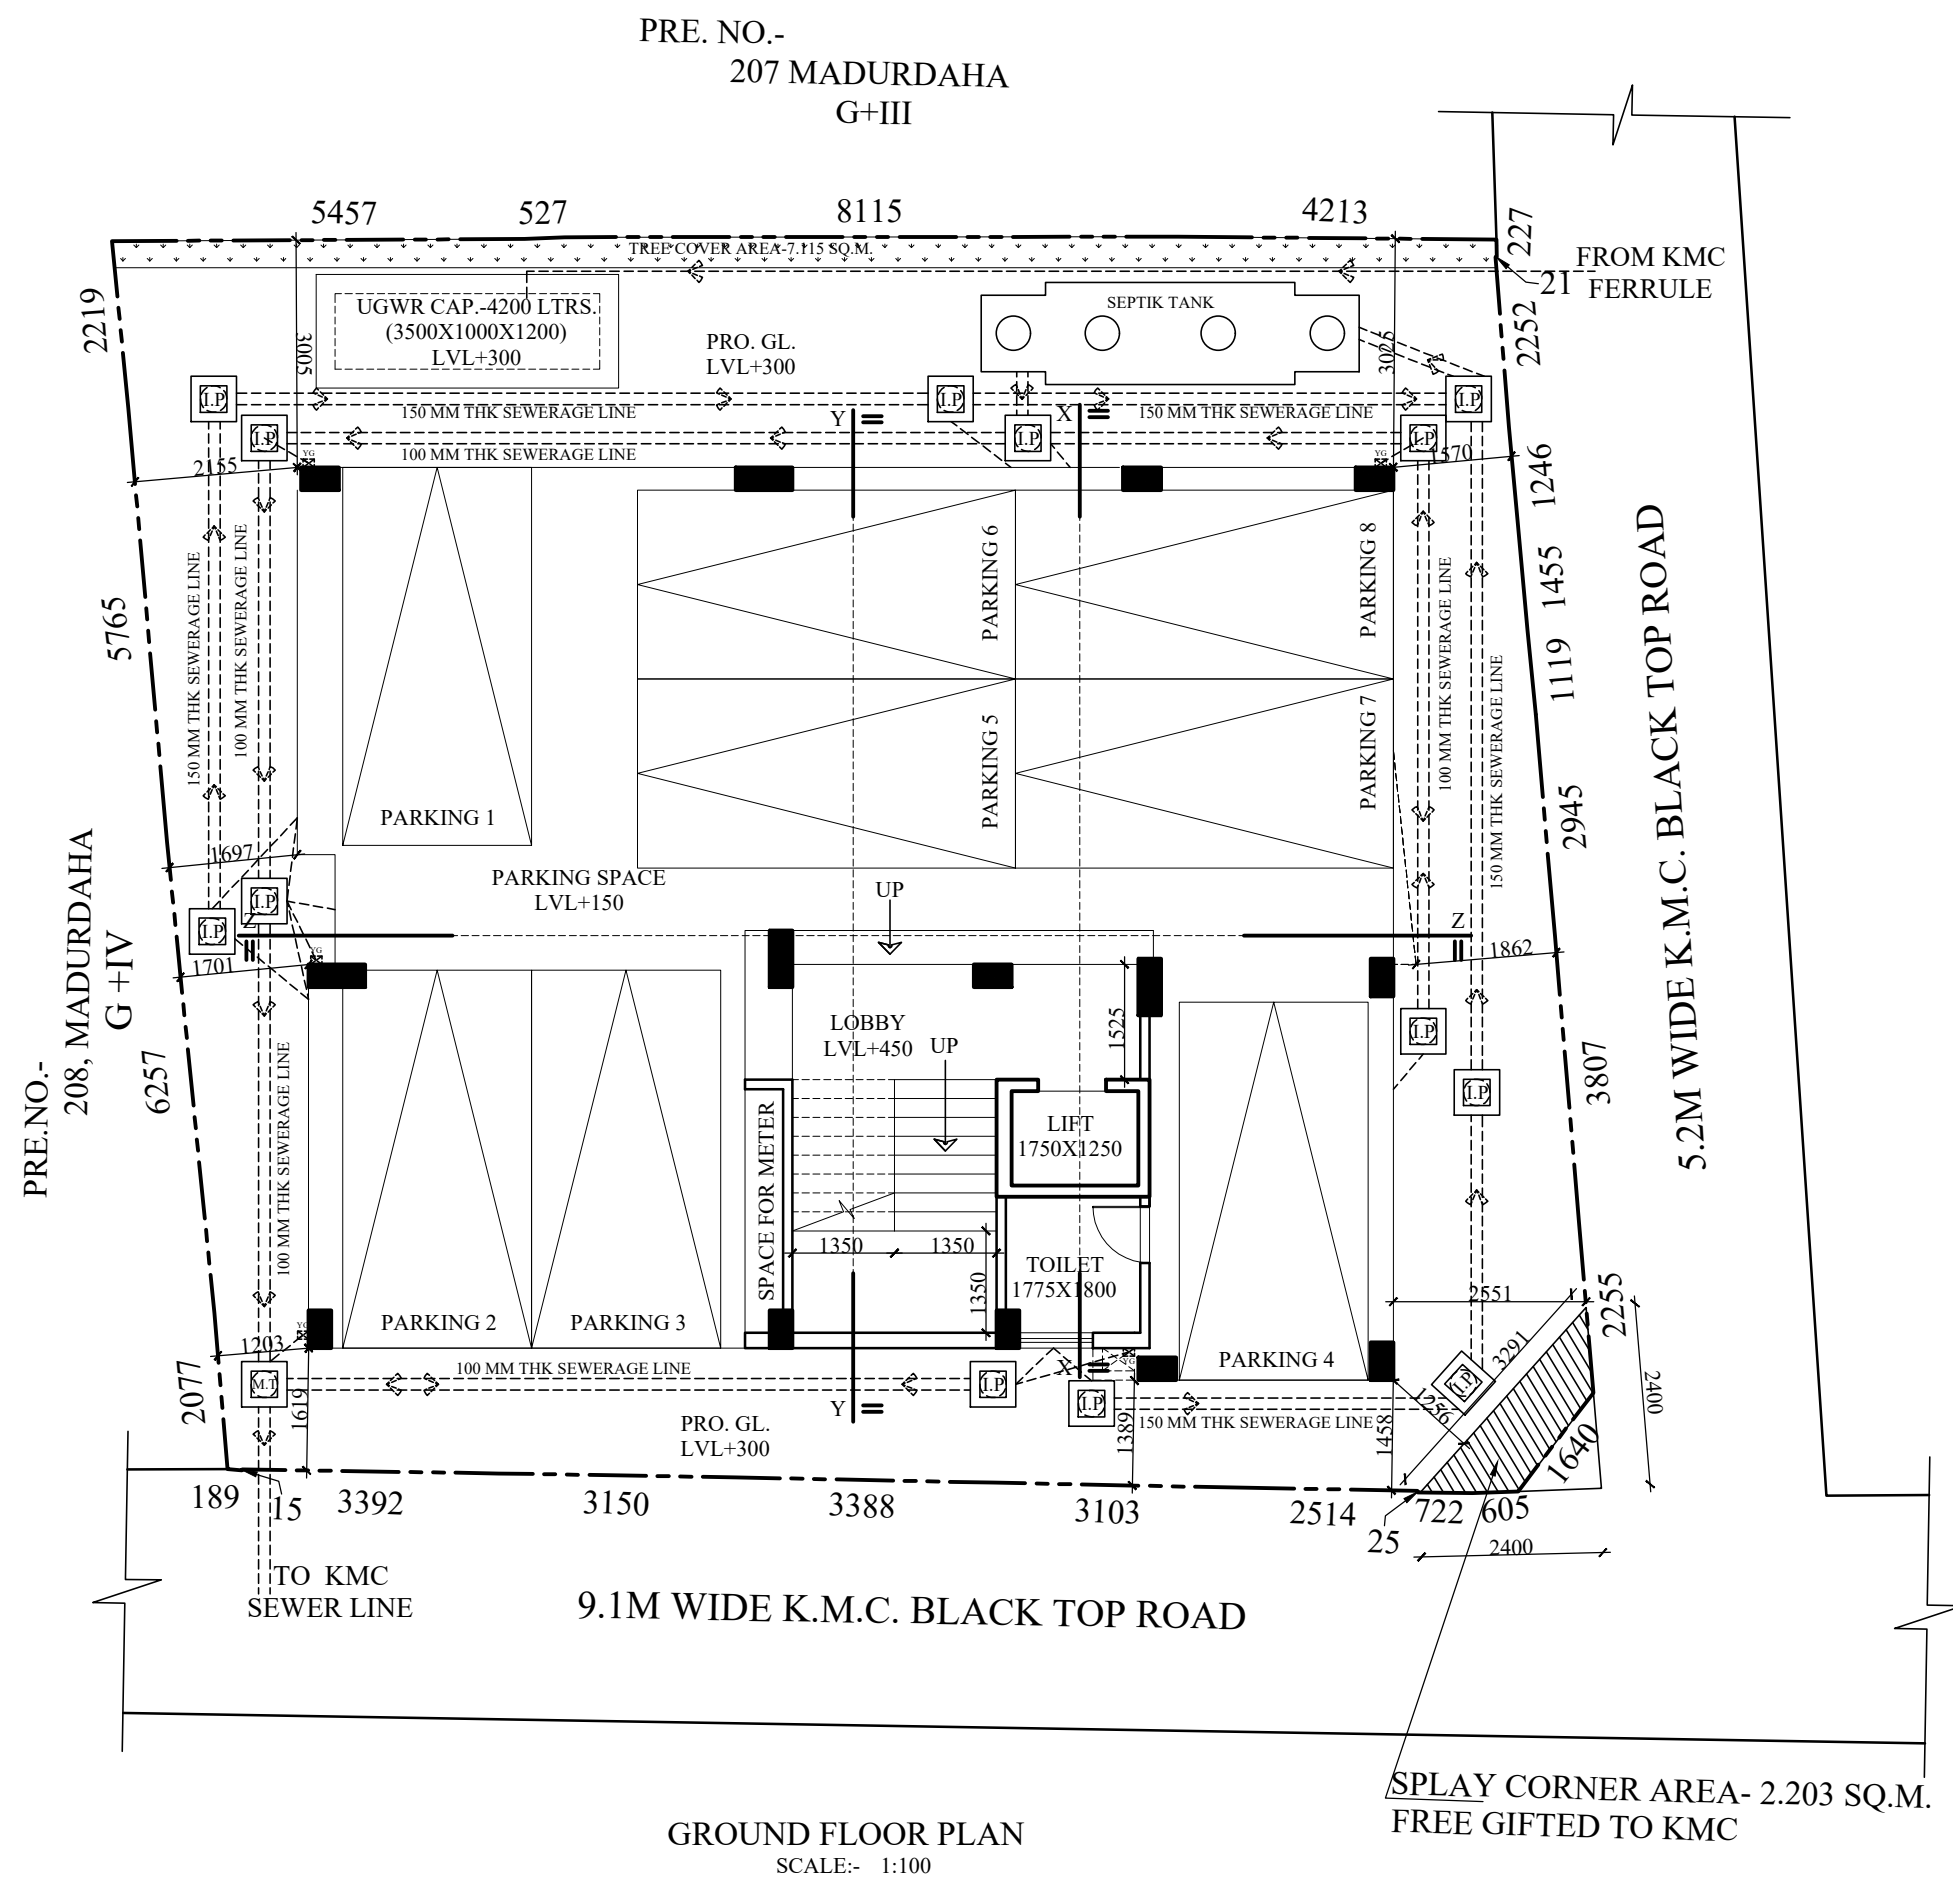 PRE. NO.-
207 MADURDAHA
G+III
5457
527
8115
4213
227
TREE COVER AREA-7.115 SQ.M.
FROM KMC
FERRULE
21
2219
UGWR CAP.-4200 LTRS.
(3500X1000X1200)
LVL+300
3005
PRO. GL.
LVL+300
SEPTIK TANK
3025
2252
I.P
I.P
I.P
150 MM THK SEWERAGE LINE
Y
X
150 MM THK SEWERAGE LINE
I.P
I.P
I.P
100 MM THK SEWERAGE LINE
YG
YG
2155
1570
1246
150 MM THK SEWERAGE LINE
100 MM THK SEWERAGE LINE
PARKING 6
PARKING 8
100 MM THK SEWERAGE LINE
150 MM THK SEWERAGE LINE
1455
1119
5765
PARKING 5
PARKING 7
2945
5.2M WIDE K.M.C. BLACK TOP ROAD
PARKING 1
1697
PARKING SPACE
LVL+150
UP
I.P
I.P
Z
Z
YG
1701
1862
PRE.NO.-
208, MADURDAHA
G +IV
6257
LOBBY
LVL+450
UP
1525
I.P
I.P
3807
100 MM THK SEWERAGE LINE
SPACE FOR METER
LIFT
1750X1250
1350
1350
1350
TOILET
1775X1800
2551
2255
PARKING 2
PARKING 3
PARKING 4
YG
1203
YG
3291
2400
2077
M.T
100 MM THK SEWERAGE LINE
I.P
X
I.P
I.P
1256
1619
Y
PRO. GL.
LVL+300
1389
150 MM THK SEWERAGE LINE
1458
1640
189
15
3392
3150
3388
3103
2514
25
722
605
2400
TO KMC
SEWER LINE
9.1M WIDE K.M.C. BLACK TOP ROAD
SPLAY CORNER AREA- 2.203 SQ.M.
FREE GIFTED TO KMC
GROUND FLOOR PLAN
SCALE:- 1:100